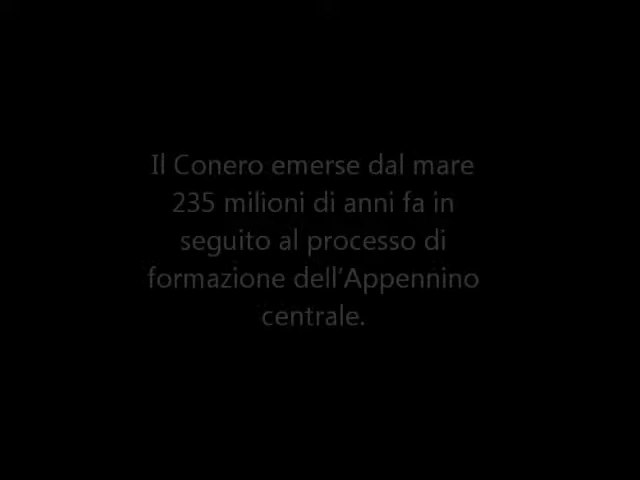 Il Conero emerse dal mare
235 milioni di anni fa in
seguito al processo di
formazione dell'Appennino
centrale.